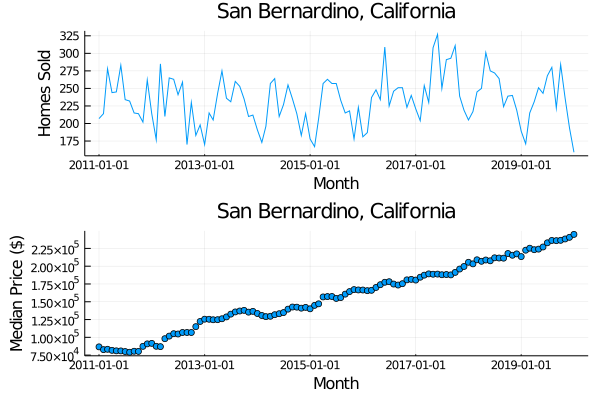 San Bernardino, California
Homes Sold
325
300
275
250
225
200
175
2011-01-01 2013-01-01 2015-01-01 2017-01-01 2019-01-01
Month
San Bernardino, California
Median Price ($)
2.25×10⁵
2.00×10⁵
1.75×10⁵
1.50×10⁵
1.25×10⁵
1.00×10⁵
7.50×10⁴
2011-01-01 2013-01-01 2015-01-01 2017-01-01 2019-01-01
Month